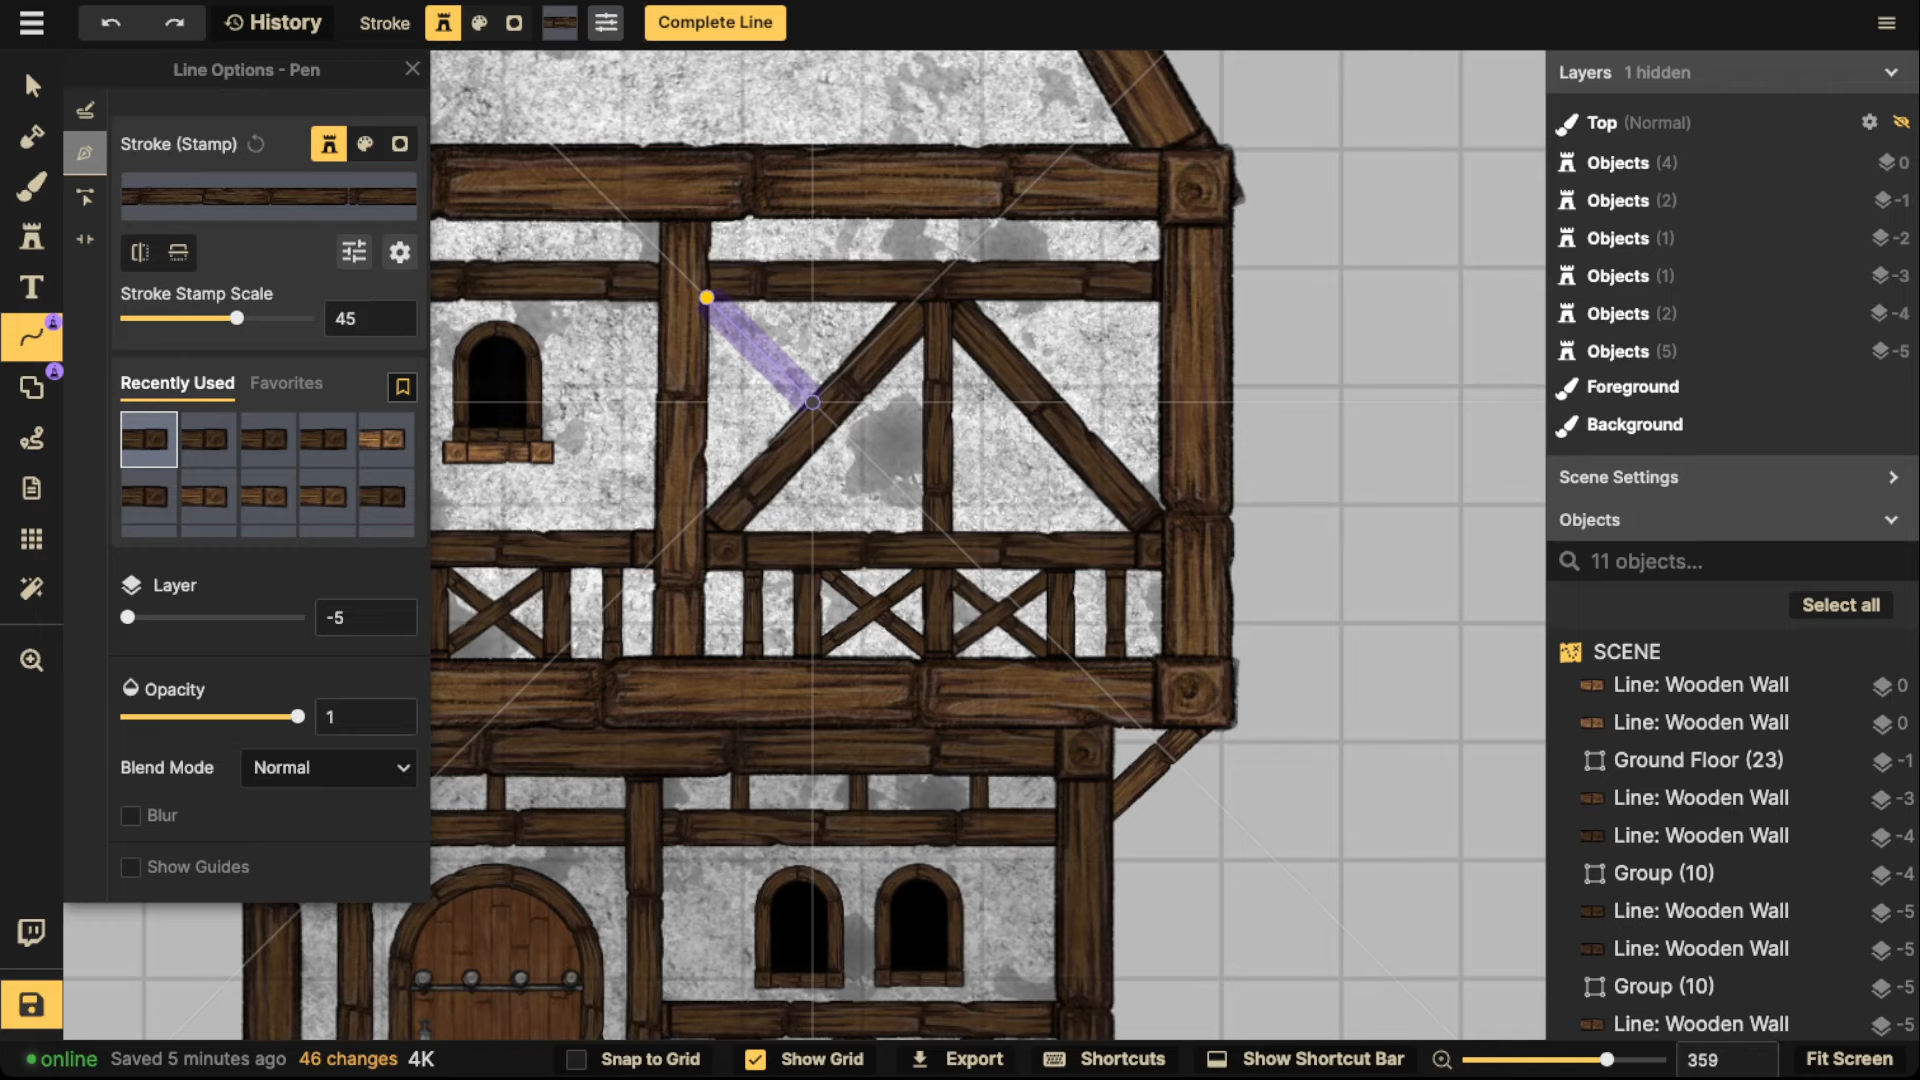 History
Stroke
Complete Line
Line Options - Pen
Stroke (Stamp)
Stroke Stamp Scale
45
Recently Used
Favorites
Layer
-5
Opacity
1
Blend Mode
Normal
Blur
Show Guides
T
Layers 1 hidden
Top (Normal)
Objects (4) 0
Objects (2) -1
Objects (1) -2
Objects (1) -3
Objects (2) -4
Objects (5) -5
Foreground
Background
Scene Settings
Objects
11 objects...
Select all
SCENE
Line: Wooden Wall 0
Line: Wooden Wall 0
Ground Floor (23) -1
Line: Wooden Wall -3
Line: Wooden Wall -4
Group (10) -4
Line: Wooden Wall -5
Line: Wooden Wall -5
Group (10) -5
Line: Wooden Wall -5
online Saved 5 minutes ago 46 changes 4K Snap to Grid Show Grid Export Shortcuts Show Shortcut Bar 359 Fit Screen